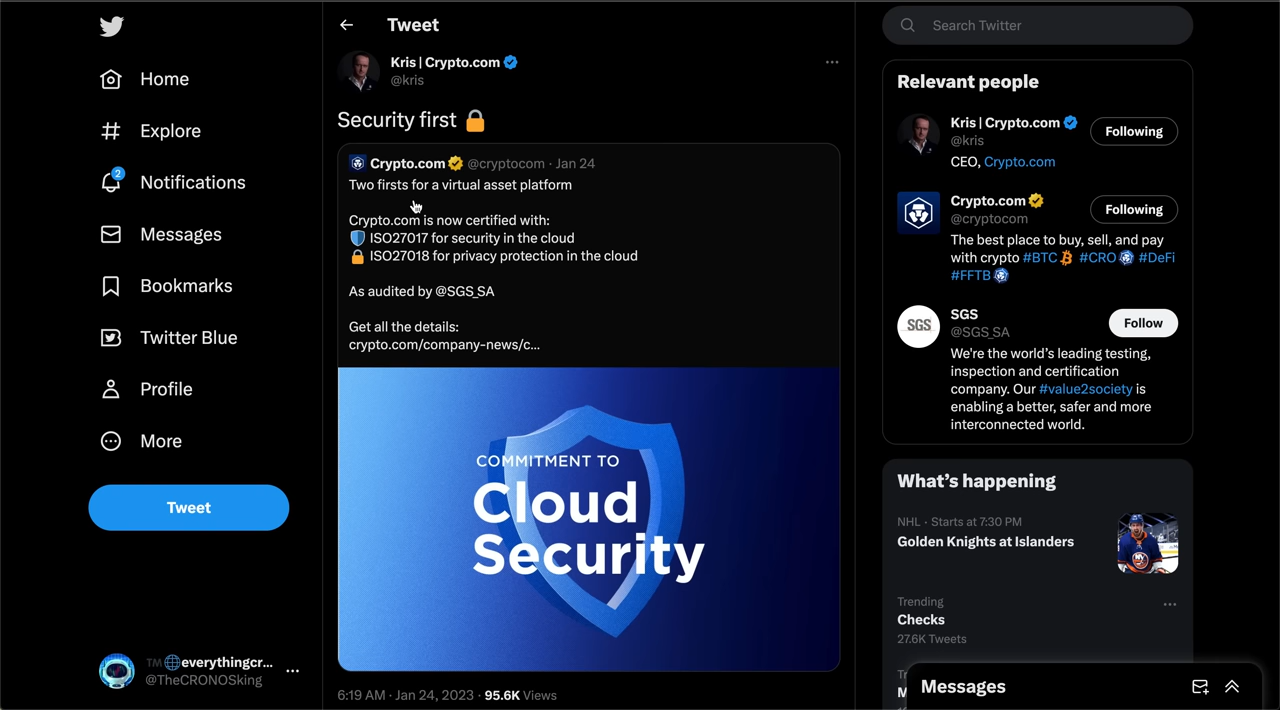 Home
Explore
2
Notifications
Messages
Bookmarks
Twitter Blue
Profile
More
Tweet
TM everythingcr...
@TheCRONOSking
Tweet
Kris | Crypto.com
@kris
Security first
Crypto.com @cryptocom · Jan 24
Two firsts for a virtual asset platform
Crypto.com is now certified with:
ISO27017 for security in the cloud
ISO27018 for privacy protection in the cloud
As audited by @SGS_SA
Get all the details:
crypto.com/company-news/c...
COMMITMENT TO
Cloud
Security
6:19 AM · Jan 24, 2023 · 95.6K Views
Search Twitter
Relevant people
Kris | Crypto.com
@kris
Following
CEO, Crypto.com
Crypto.com
@cryptocom
Following
The best place to buy, sell, and pay
with crypto #BTC #CRO #DeFi
#FFTB
SGS
SGS
@SGS_SA
Follow
We're the world's leading testing,
inspection and certification
company. Our #value2society is
enabling a better, safer and more
interconnected world.
What's happening
NHL · Starts at 7:30 PM
Golden Knights at Islanders
Trending
Checks
27.6K Tweets
Messages